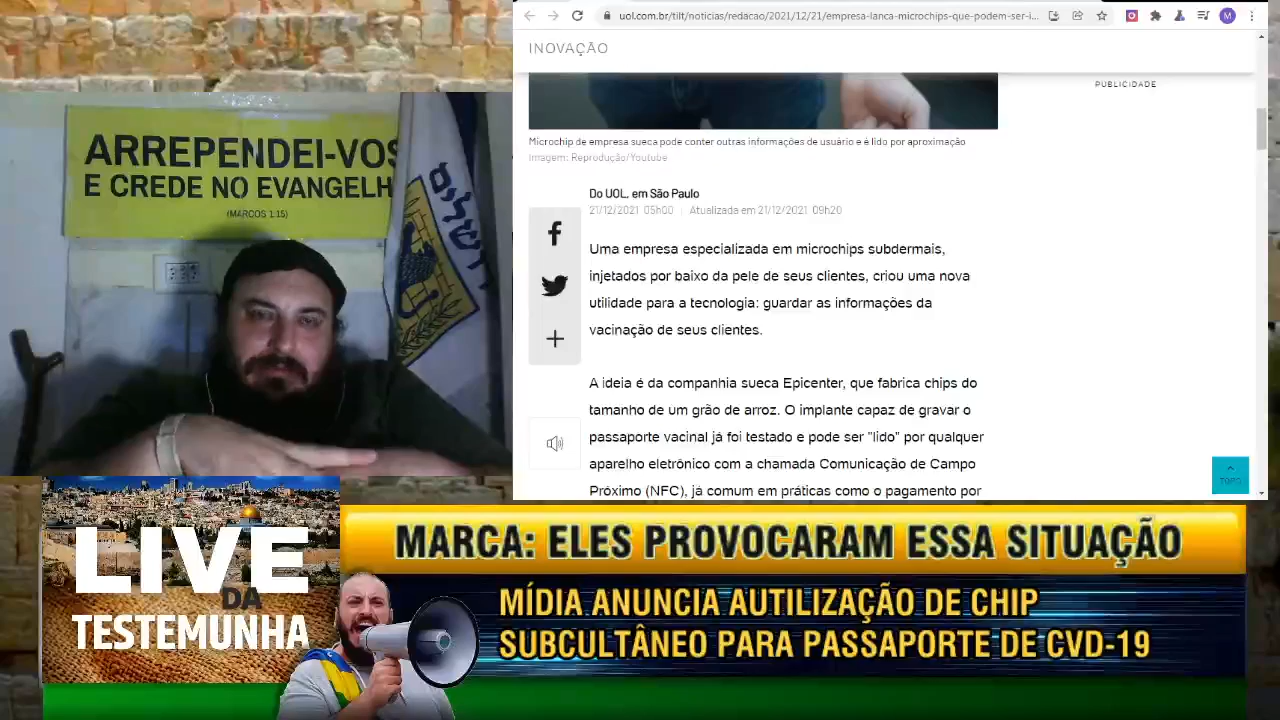 uol.com.br/tilt/noticias/redacao/2021/12/21/empresa-lanca-microchips-que-podem-ser-i...
M
INOVAÇÃO
PUBLICIDADE
Microchip de empresa sueca pode conter outras informações de usuário e é lido por aproximação
Imagem: Reprodução/Youtube
Do UOL, em São Paulo
21/12/2021 05h00 | Atualizada em 21/12/2021 09h20
Uma empresa especializada em microchips subdermais,
injetados por baixo da pele de seus clientes, criou uma nova
utilidade para a tecnologia: guardar as informações da
vacinação de seus clientes.
A ideia é da companhia sueca Epicenter, que fabrica chips do
tamanho de um grão de arroz. O implante capaz de gravar o
passaporte vacinal já foi testado e pode ser "lido" por qualquer
aparelho eletrônico com a chamada Comunicação de Campo
Próximo (NFC), já comum em práticas como o pagamento por
TOPO
ARREPENDEI-VOS
E CREDE NO EVANGELH
(MARCOS 1.15)
ירושלים
LIVE
DA
TESTEMUNHA
MARCA: ELES PROVOCARAM ESSA SITUAÇÃO
MÍDIA ANUNCIA AUTILIZAÇÃO DE CHIP
SUBCULTÂNEO PARA PASSAPORTE DE CVD-19